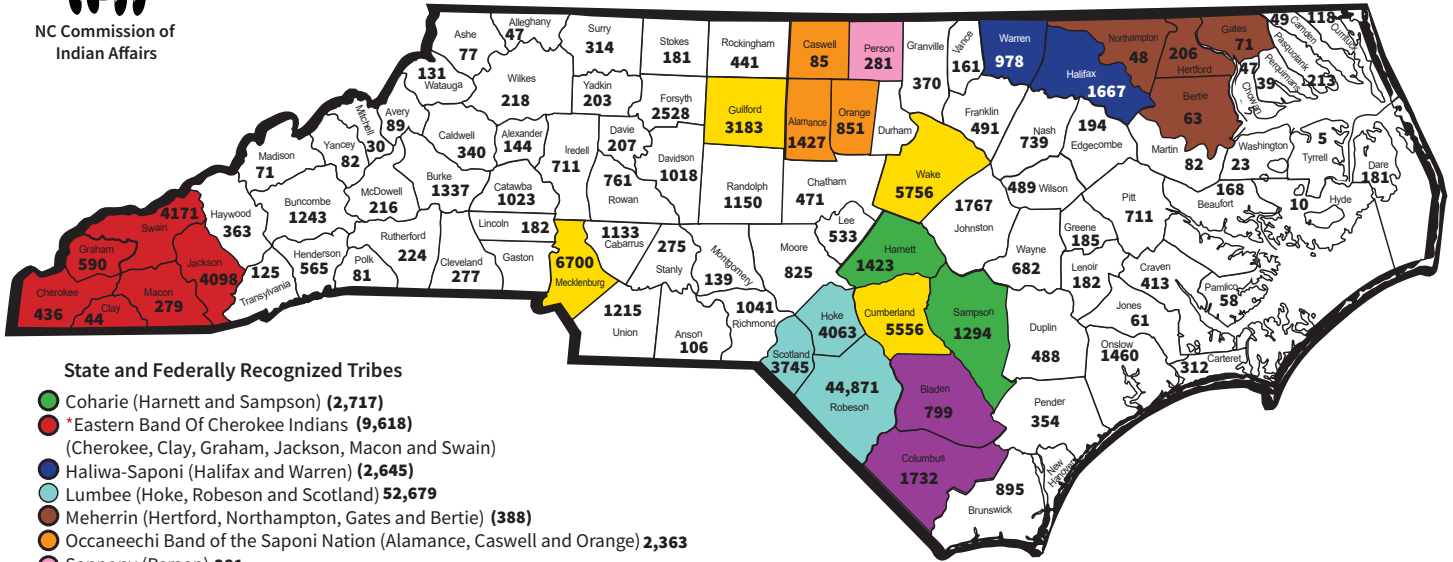 NC Commission of
Indian Affairs
Ashe
77
Alleghany
47
Surry
314
Stokes
181
Rockingham
441
Caswell
85
Person
281
Granville
370
Vance
161
Warren
978
Northampton
48
206
Hertford
Gates
71
49
Camden
118
Currituck
Pasquotank
Perquimans
213
47
39
Chowan
131
Watauga
Wilkes
218
Yadkin
203
Forsyth
2528
Guilford
3183
Alamance
1427
Orange
851
Durham
Franklin
491
Halifax
1667
Bertie
63
Mitchell
30
Avery
89
Caldwell
340
Alexander
144
Iredell
711
Davie
207
Davidson
1018
Nash
739
194
Edgecombe
Martin
82
Washington
23
5
Tyrrell
Dare
181
Madison
71
Yancey
82
McDowell
216
Burke
1337
Catawba
1023
761
Rowan
Randolph
1150
Chatham
471
Wake
5756
489 Wilson
Pitt
711
168
Beaufort
10
Hyde
4171
Swain
Haywood
363
Buncombe
1243
Rutherford
224
Lincoln 182
Gaston
1133
Cabarrus
275
Stanly
Montgomery
139
Moore
825
Lee
533
Harnett
1423
1767
Johnston
Wayne
682
Greene
185
Lenoir
182
Craven
413
Pamlico
58
Graham
590
Jackson
4098
125
Transylvania
Henderson
565
Polk
81
Cleveland
277
6700
Mecklenburg
Cherokee
436
Clay
44
Macon
279
1215
Union
Anson
106
1041
Richmond
Hoke
4063
Cumberland
5556
Sampson
1294
Duplin
488
Jones
61
Onslow
1460
Carteret
312
Scotland
3745
44,871
Robeson
Bladen
799
Pender
354
Columbus
1732
895
Brunswick
New
Hanover
State and Federally Recognized Tribes
Coharie (Harnett and Sampson) (2,717)
*Eastern Band Of Cherokee Indians (9,618)
(Cherokee, Clay, Graham, Jackson, Macon and Swain)
Haliwa-Saponi (Halifax and Warren) (2,645)
Lumbee (Hoke, Robeson and Scotland) 52,679
Meherrin (Hertford, Northampton, Gates and Bertie) (388)
Occaneechi Band of the Saponi Nation (Alamance, Caswell and Orange) 2,363